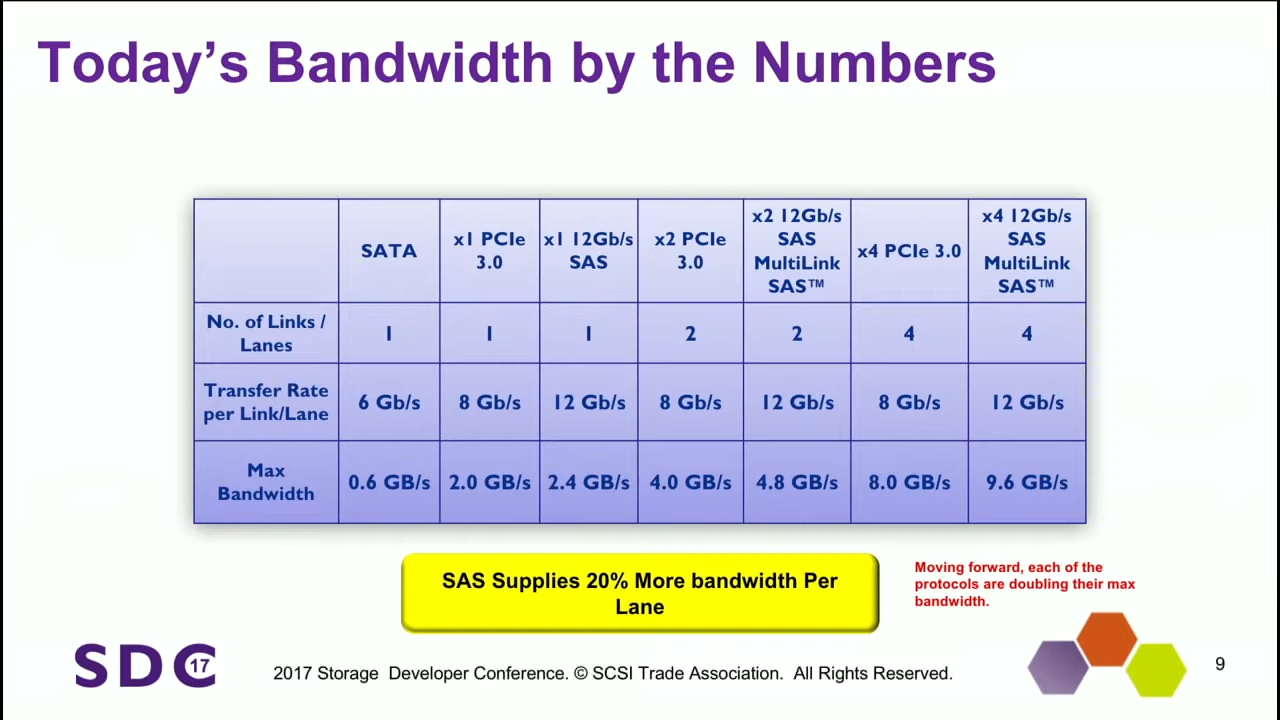 Today's Bandwidth by the Numbers
SATA
x1 PCIe
3.0
x1 12Gb/s
SAS
x2 PCIe
3.0
x2 12Gb/s
SAS
MultiLink
SAS™
x4 PCIe 3.0
x4 12Gb/s
SAS
MultiLink
SAS™
No. of Links /
Lanes
1
1
1
2
2
4
4
Transfer Rate
per Link/Lane
6 Gb/s
8 Gb/s
12 Gb/s
8 Gb/s
12 Gb/s
8 Gb/s
12 Gb/s
Max
Bandwidth
0.6 GB/s
2.0 GB/s
2.4 GB/s
4.0 GB/s
4.8 GB/s
8.0 GB/s
9.6 GB/s
SAS Supplies 20% More bandwidth Per
Lane
Moving forward, each of the
protocols are doubling their max
bandwidth.
SDC 17
2017 Storage Developer Conference. © SCSI Trade Association. All Rights Reserved.
9